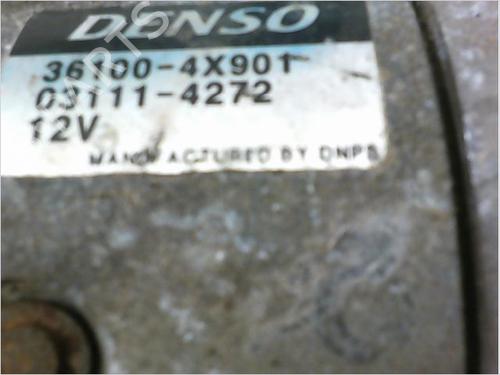 DENSO
36100-4X901
03111-4272
12V
MANUFACTURED BY DNPS